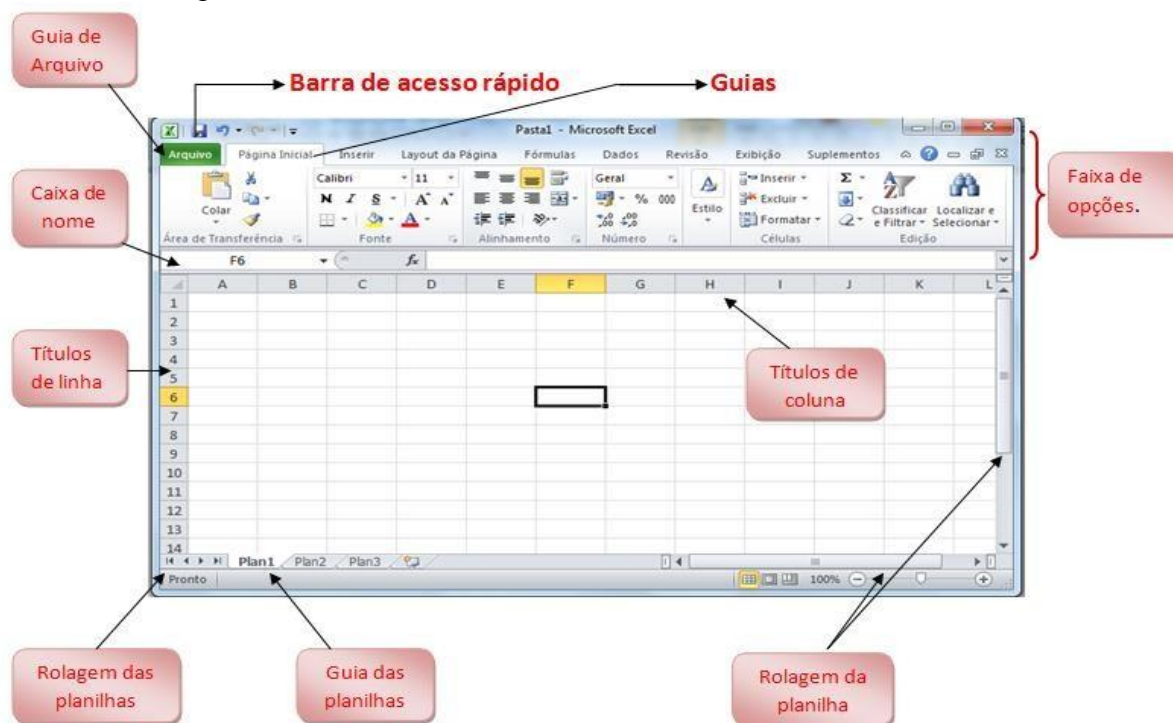 Guia de
Arquivo
Barra de acesso rápido
Guias
Pasta1 - Microsoft Excel
Arquivo Página Inicial Inserir Layout da Página Fórmulas Dados Revisão Exibição Suplementos
Faixa de
opções.
Caixa de
nome
Colar
Calibri 11
N I S
Geral
% 000
Estilo
Inserir
Excluir
Formatar
Σ
Classificar
e Filtrar
Localizar e
Selecionar
Área de Transferência Fonte Alinhamento Número Células Edição
F6 fx
A B C D E F G H I J K L
1
2
3
4
5
6
7
8
9
10
11
12
13
14
Títulos
de linha
Títulos de
coluna
Plan1 Plan2 Plan3
Pronto 100%
Rolagem das
planilhas
Guia das
planilhas
Rolagem da
planilha